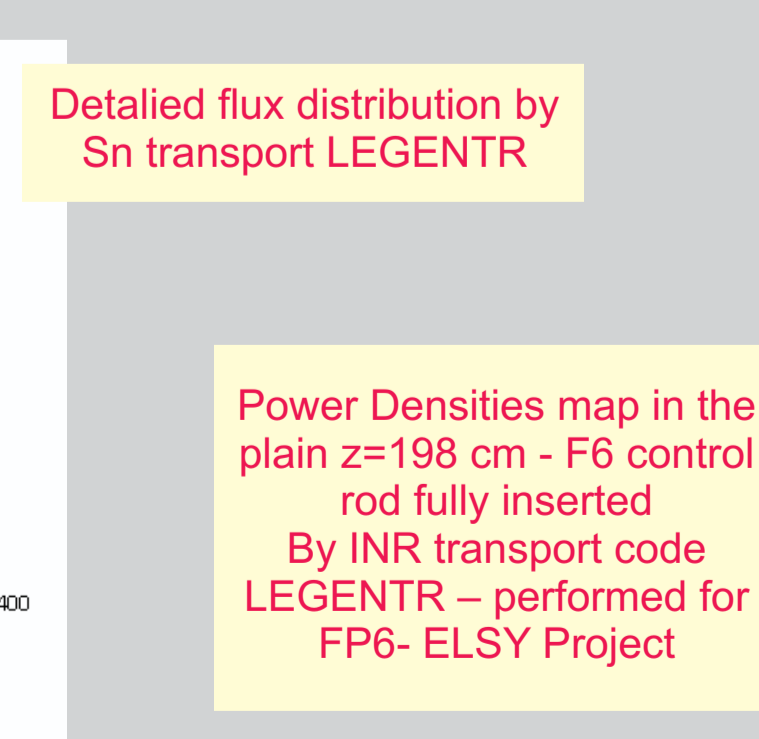 Detalied flux distribution by
Sn transport LEGENTR
Power Densities map in the
plain z=198 cm - F6 control
rod fully inserted
By INR transport code
LEGENTR – performed for
FP6- ELSY Project
400